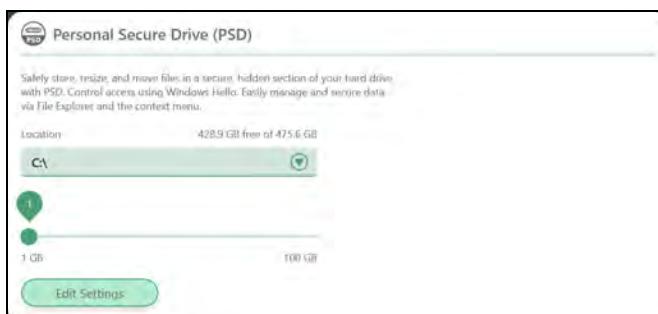 PSD
Personal Secure Drive (PSD)
Safely store, resize, and move files in a secure, hidden section of your hard drive
with PSD. Control access using Windows Hello. Easily manage and secure data
via File Explorer and the context menu.
Location 428.9 GB free of 475.6 GB
C:\
1
1 GB 100 GB
Edit Settings